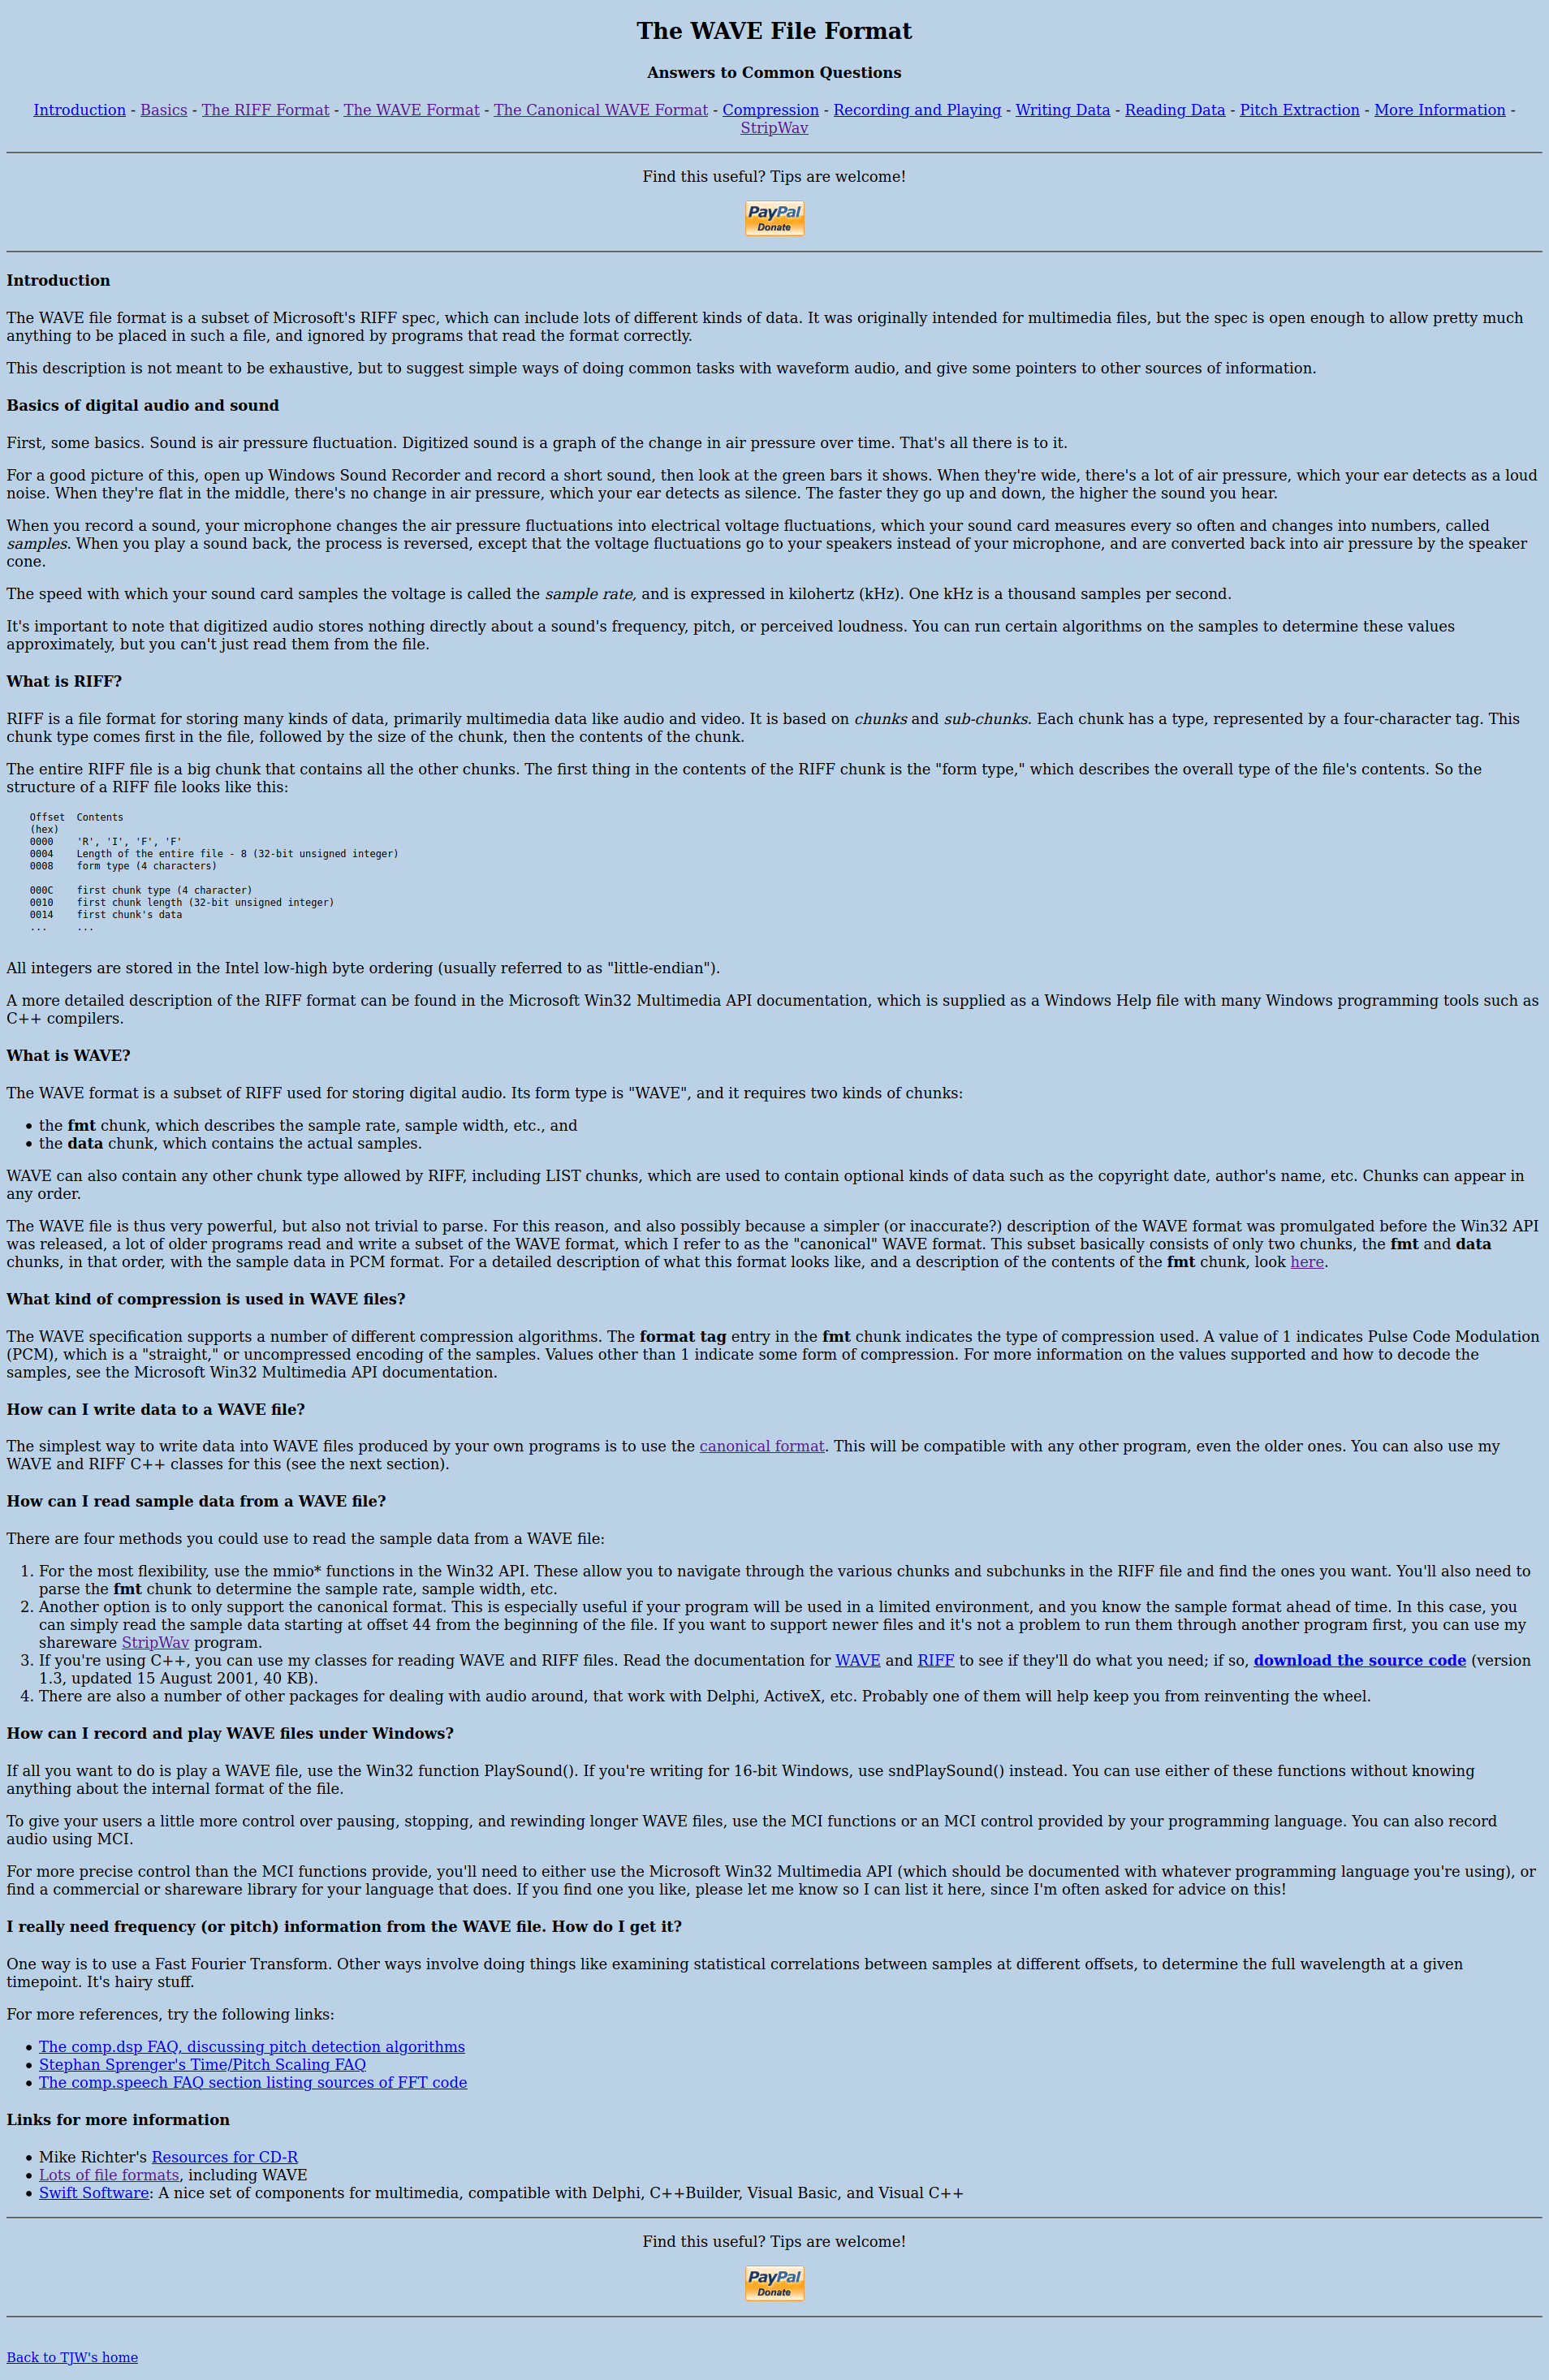 The WAVE File Format
Answers to Common Questions
Introduction - Basics - The RIFF Format - The WAVE Format - The Canonical WAVE Format - Compression - Recording and Playing - Writing Data - Reading Data - Pitch Extraction - More Information -
StripWav
Find this useful? Tips are welcome!
PayPal
Donate
Introduction
The WAVE file format is a subset of Microsoft's RIFF spec, which can include lots of different kinds of data. It was originally intended for multimedia files, but the spec is open enough to allow pretty much
anything to be placed in such a file, and ignored by programs that read the format correctly.
This description is not meant to be exhaustive, but to suggest simple ways of doing common tasks with waveform audio, and give some pointers to other sources of information.
Basics of digital audio and sound
First, some basics. Sound is air pressure fluctuation. Digitized sound is a graph of the change in air pressure over time. That's all there is to it.
For a good picture of this, open up Windows Sound Recorder and record a short sound, then look at the green bars it shows. When they're wide, there's a lot of air pressure, which your ear detects as a loud
noise. When they're flat in the middle, there's no change in air pressure, which your ear detects as silence. The faster they go up and down, the higher the sound you hear.
When you record a sound, your microphone changes the air pressure fluctuations into electrical voltage fluctuations, which your sound card measures every so often and changes into numbers, called
samples. When you play a sound back, the process is reversed, except that the voltage fluctuations go to your speakers instead of your microphone, and are converted back into air pressure by the speaker
cone.
The speed with which your sound card samples the voltage is called the sample rate, and is expressed in kilohertz (kHz). One kHz is a thousand samples per second.
It's important to note that digitized audio stores nothing directly about a sound's frequency, pitch, or perceived loudness. You can run certain algorithms on the samples to determine these values
approximately, but you can't just read them from the file.
What is RIFF?
RIFF is a file format for storing many kinds of data, primarily multimedia data like audio and video. It is based on chunks and sub-chunks. Each chunk has a type, represented by a four-character tag. This
chunk type comes first in the file, followed by the size of the chunk, then the contents of the chunk.
The entire RIFF file is a big chunk that contains all the other chunks. The first thing in the contents of the RIFF chunk is the "form type," which describes the overall type of the file's contents. So the
structure of a RIFF file looks like this:
Offset  Contents
(hex)
0000    'R', 'I', 'F', 'F'
0004    Length of the entire file - 8 (32-bit unsigned integer)
0008    form type (4 characters)
000C    first chunk type (4 character)
0010    first chunk length (32-bit unsigned integer)
0014    first chunk's data
...     ...
All integers are stored in the Intel low-high byte ordering (usually referred to as "little-endian").
A more detailed description of the RIFF format can be found in the Microsoft Win32 Multimedia API documentation, which is supplied as a Windows Help file with many Windows programming tools such as
C++ compilers.
What is WAVE?
The WAVE format is a subset of RIFF used for storing digital audio. Its form type is "WAVE", and it requires two kinds of chunks:
• the fmt chunk, which describes the sample rate, sample width, etc., and
• the data chunk, which contains the actual samples.
WAVE can also contain any other chunk type allowed by RIFF, including LIST chunks, which are used to contain optional kinds of data such as the copyright date, author's name, etc. Chunks can appear in
any order.
The WAVE file is thus very powerful, but also not trivial to parse. For this reason, and also possibly because a simpler (or inaccurate?) description of the WAVE format was promulgated before the Win32 API
was released, a lot of older programs read and write a subset of the WAVE format, which I refer to as the "canonical" WAVE format. This subset basically consists of only two chunks, the fmt and data
chunks, in that order, with the sample data in PCM format. For a detailed description of what this format looks like, and a description of the contents of the fmt chunk, look here.
What kind of compression is used in WAVE files?
The WAVE specification supports a number of different compression algorithms. The format tag entry in the fmt chunk indicates the type of compression used. A value of 1 indicates Pulse Code Modulation
(PCM), which is a "straight," or uncompressed encoding of the samples. Values other than 1 indicate some form of compression. For more information on the values supported and how to decode the
samples, see the Microsoft Win32 Multimedia API documentation.
How can I write data to a WAVE file?
The simplest way to write data into WAVE files produced by your own programs is to use the canonical format. This will be compatible with any other program, even the older ones. You can also use my
WAVE and RIFF C++ classes for this (see the next section).
How can I read sample data from a WAVE file?
There are four methods you could use to read the sample data from a WAVE file:
1. For the most flexibility, use the mmio* functions in the Win32 API. These allow you to navigate through the various chunks and subchunks in the RIFF file and find the ones you want. You'll also need to
parse the fmt chunk to determine the sample rate, sample width, etc.
2. Another option is to only support the canonical format. This is especially useful if your program will be used in a limited environment, and you know the sample format ahead of time. In this case, you
can simply read the sample data starting at offset 44 from the beginning of the file. If you want to support newer files and it's not a problem to run them through another program first, you can use my
shareware StripWav program.
3. If you're using C++, you can use my classes for reading WAVE and RIFF files. Read the documentation for WAVE and RIFF to see if they'll do what you need; if so, download the source code (version
1.3, updated 15 August 2001, 40 KB).
4. There are also a number of other packages for dealing with audio around, that work with Delphi, ActiveX, etc. Probably one of them will help keep you from reinventing the wheel.
How can I record and play WAVE files under Windows?
If all you want to do is play a WAVE file, use the Win32 function PlaySound(). If you're writing for 16-bit Windows, use sndPlaySound() instead. You can use either of these functions without knowing
anything about the internal format of the file.
To give your users a little more control over pausing, stopping, and rewinding longer WAVE files, use the MCI functions or an MCI control provided by your programming language. You can also record
audio using MCI.
For more precise control than the MCI functions provide, you'll need to either use the Microsoft Win32 Multimedia API (which should be documented with whatever programming language you're using), or
find a commercial or shareware library for your language that does. If you find one you like, please let me know so I can list it here, since I'm often asked for advice on this!
I really need frequency (or pitch) information from the WAVE file. How do I get it?
One way is to use a Fast Fourier Transform. Other ways involve doing things like examining statistical correlations between samples at different offsets, to determine the full wavelength at a given
timepoint. It's hairy stuff.
For more references, try the following links:
• The comp.dsp FAQ, discussing pitch detection algorithms
• Stephan Sprenger's Time/Pitch Scaling FAQ
• The comp.speech FAQ section listing sources of FFT code
Links for more information
• Mike Richter's Resources for CD-R
• Lots of file formats, including WAVE
• Swift Software: A nice set of components for multimedia, compatible with Delphi, C++Builder, Visual Basic, and Visual C++
Find this useful? Tips are welcome!
PayPal
Donate
Back to TJW's home